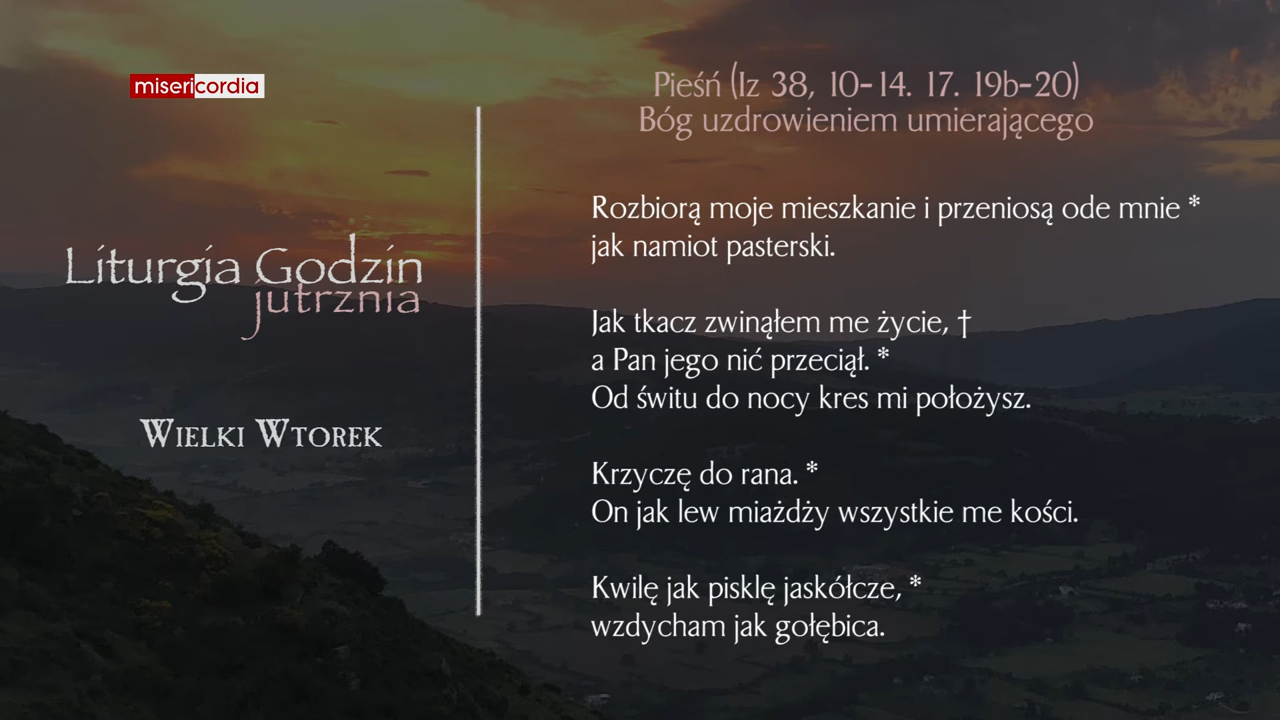 misericordia
Liturgia Godzin
jutrznia
Wielki Wtorek
Pieśń (Iz 38, 10-14. 17. 19b-20)
Bóg uzdrowieniem umierającego
Rozbiorą moje mieszkanie i przeniosą ode mnie *
jak namiot pasterski.
Jak tkacz zwinąłem me życie, †
a Pan jego nić przeciął. *
Od świtu do nocy kres mi położysz.
Krzyczę do rana. *
On jak lew miażdży wszystkie me kości.
Kwilę jak pisklę jaskółcze, *
wzdycham jak gołębica.